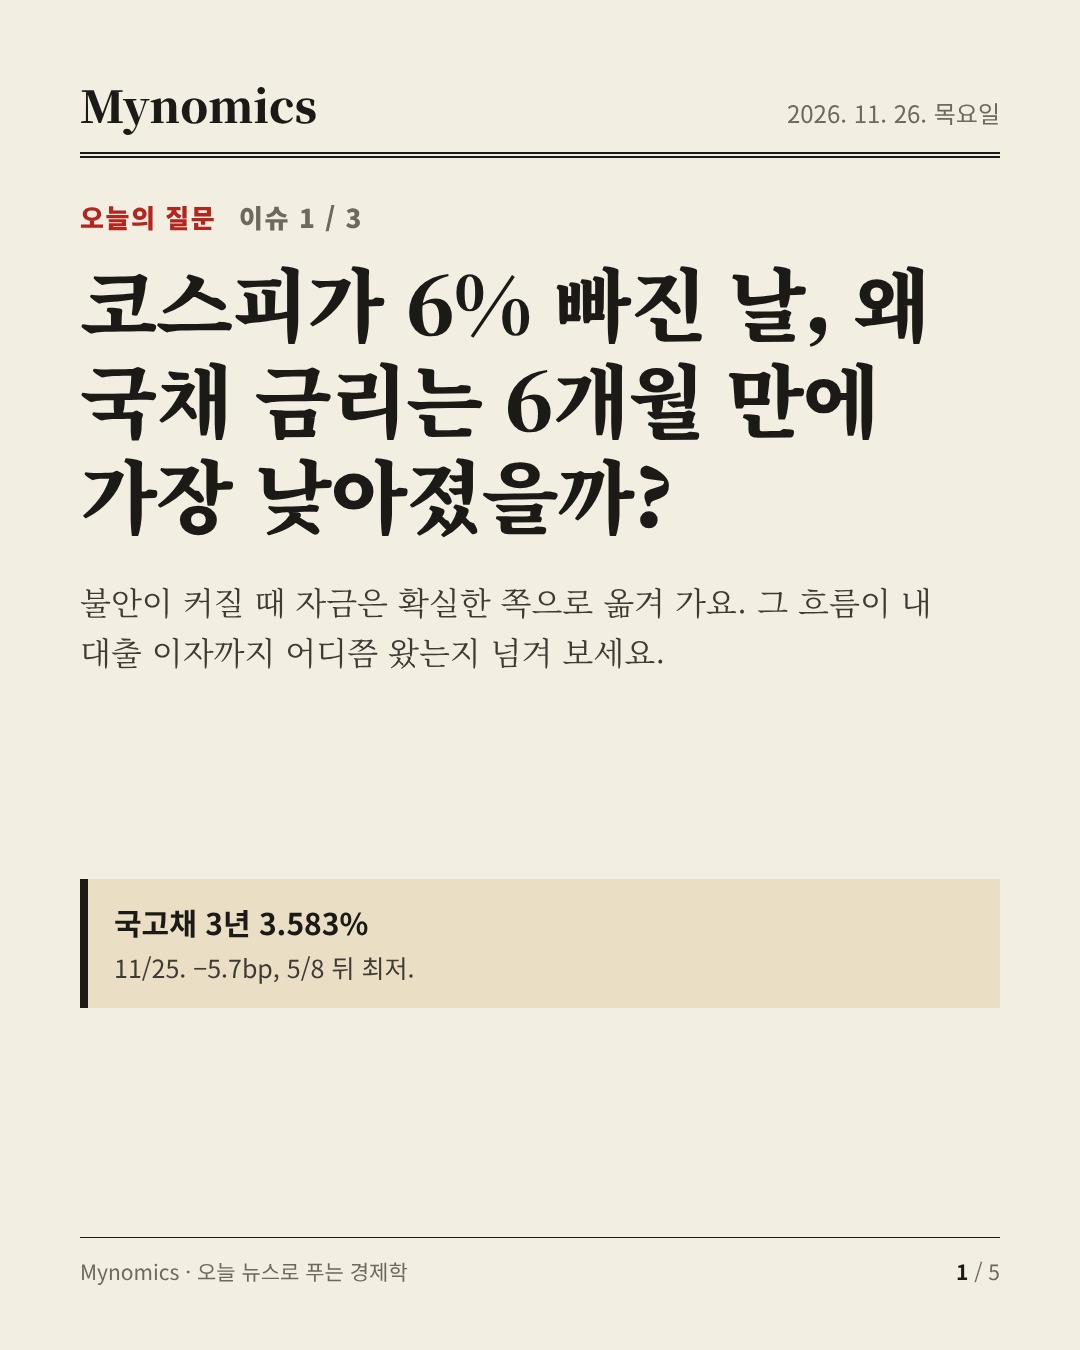 Mynomics
2026. 11. 26. 목요일
오늘의 질문 이슈 1 / 3
코스피가 6% 빠진 날, 왜
국채 금리는 6개월 만에
가장 낮아졌을까?
불안이 커질 때 자금은 확실한 쪽으로 옮겨 가요. 그 흐름이 내
대출 이자까지 어디쯤 왔는지 넘겨 보세요.
국고채 3년 3.583%
11/25. −5.7bp, 5/8 뒤 최저.
Mynomics · 오늘 뉴스로 푸는 경제학
1 / 5